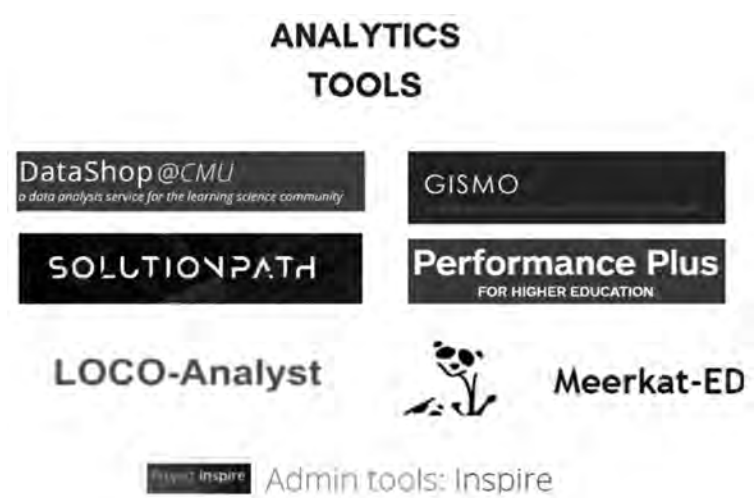 ANALYTICS
TOOLS
DataShop@CMU
a data analysis service for the learning science community
GISMO
SOLUTIONPATH
Performance Plus
FOR HIGHER EDUCATION
LOCO-Analyst
Meerkat-ED
Project Inspire
Admin tools: Inspire